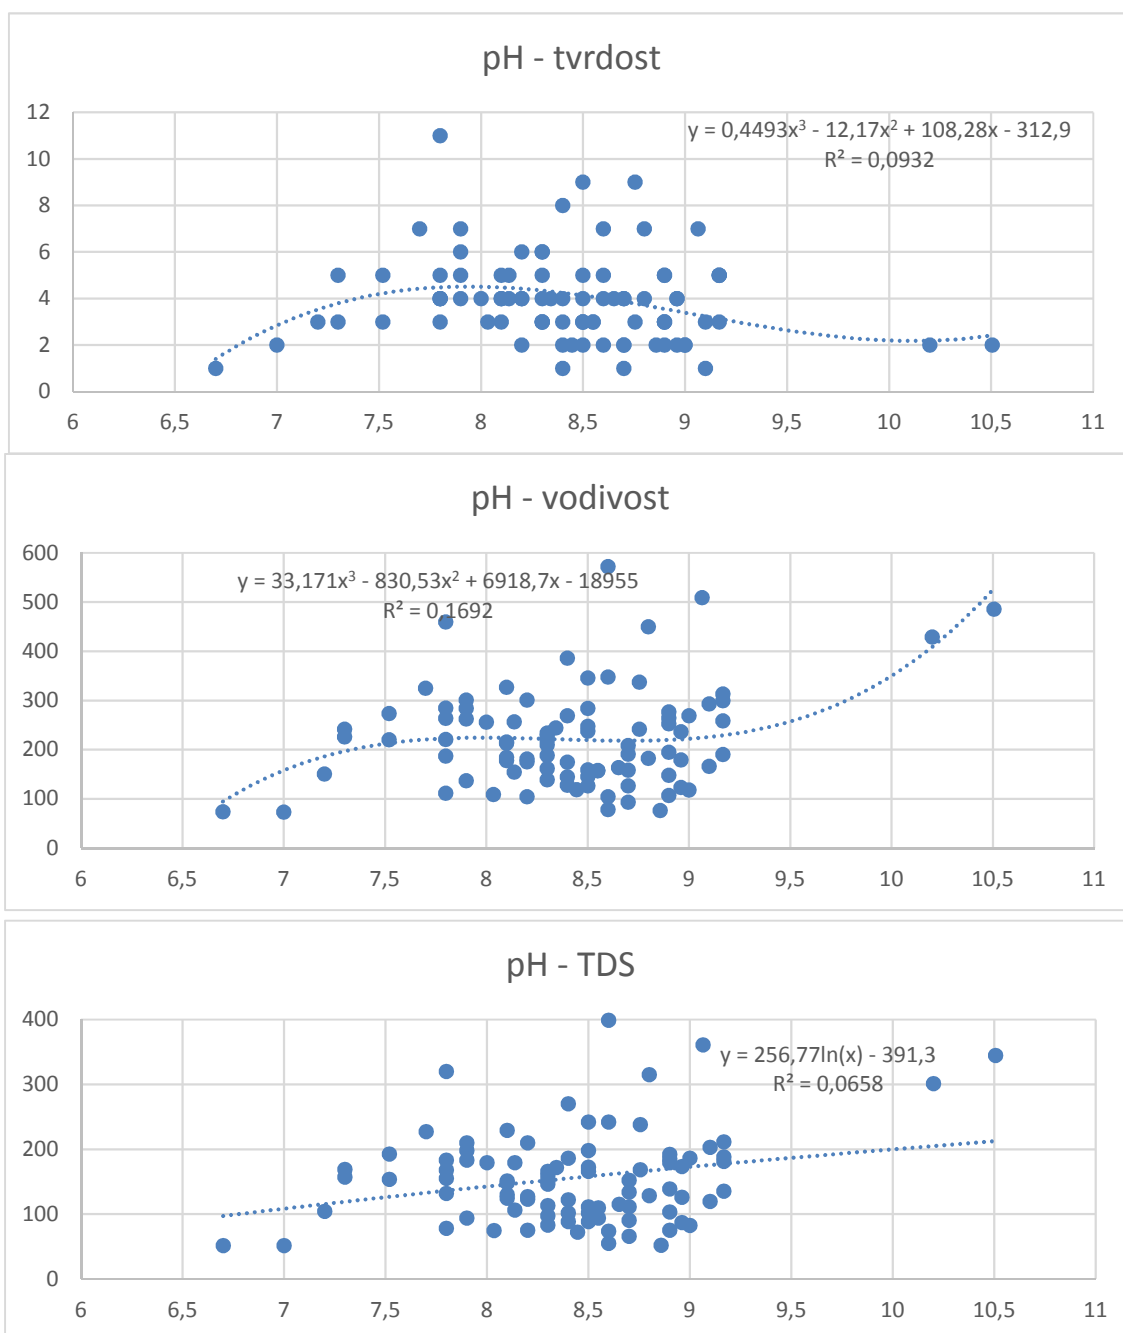 pH - tvrdost
12
y = 0,4493x³ - 12,17x² + 108,28x - 312,9
R² = 0,0932
10
8
6
4
2
0
6 6,5 7 7,5 8 8,5 9 9,5 10 10,5 11
pH - vodivost
600
y = 33,171x³ - 830,53x² + 6918,7x - 18955
R² = 0,1692
500
400
300
200
100
0
6 6,5 7 7,5 8 8,5 9 9,5 10 10,5 11
pH - TDS
400
y = 256,77ln(x) - 391,3
R² = 0,0658
300
200
100
0
6 6,5 7 7,5 8 8,5 9 9,5 10 10,5 11